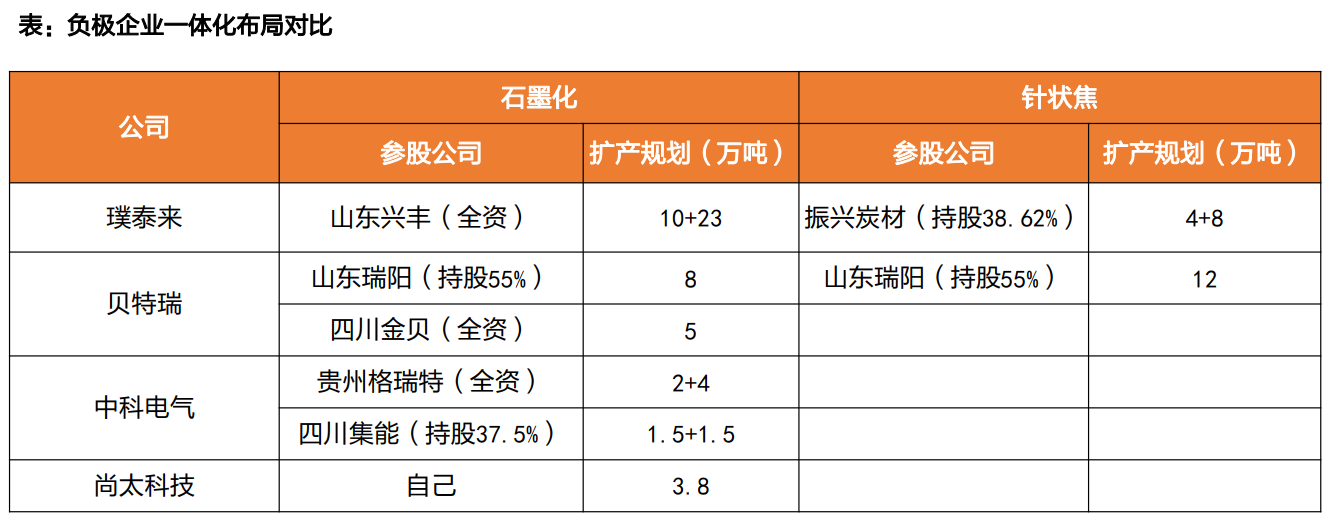 表：负极企业一体化布局对比
公司 石墨化 针状焦
参股公司 扩产规划（万吨） 参股公司 扩产规划（万吨）
璞泰来 山东兴丰（全资） 10+23 振兴炭材（持股38.62%） 4+8
贝特瑞 山东瑞阳（持股55%） 8 山东瑞阳（持股55%） 12
四川金贝（全资） 5
中科电气 贵州格瑞特（全资） 2+4
四川集能（持股37.5%） 1.5+1.5
尚太科技 自己 3.8